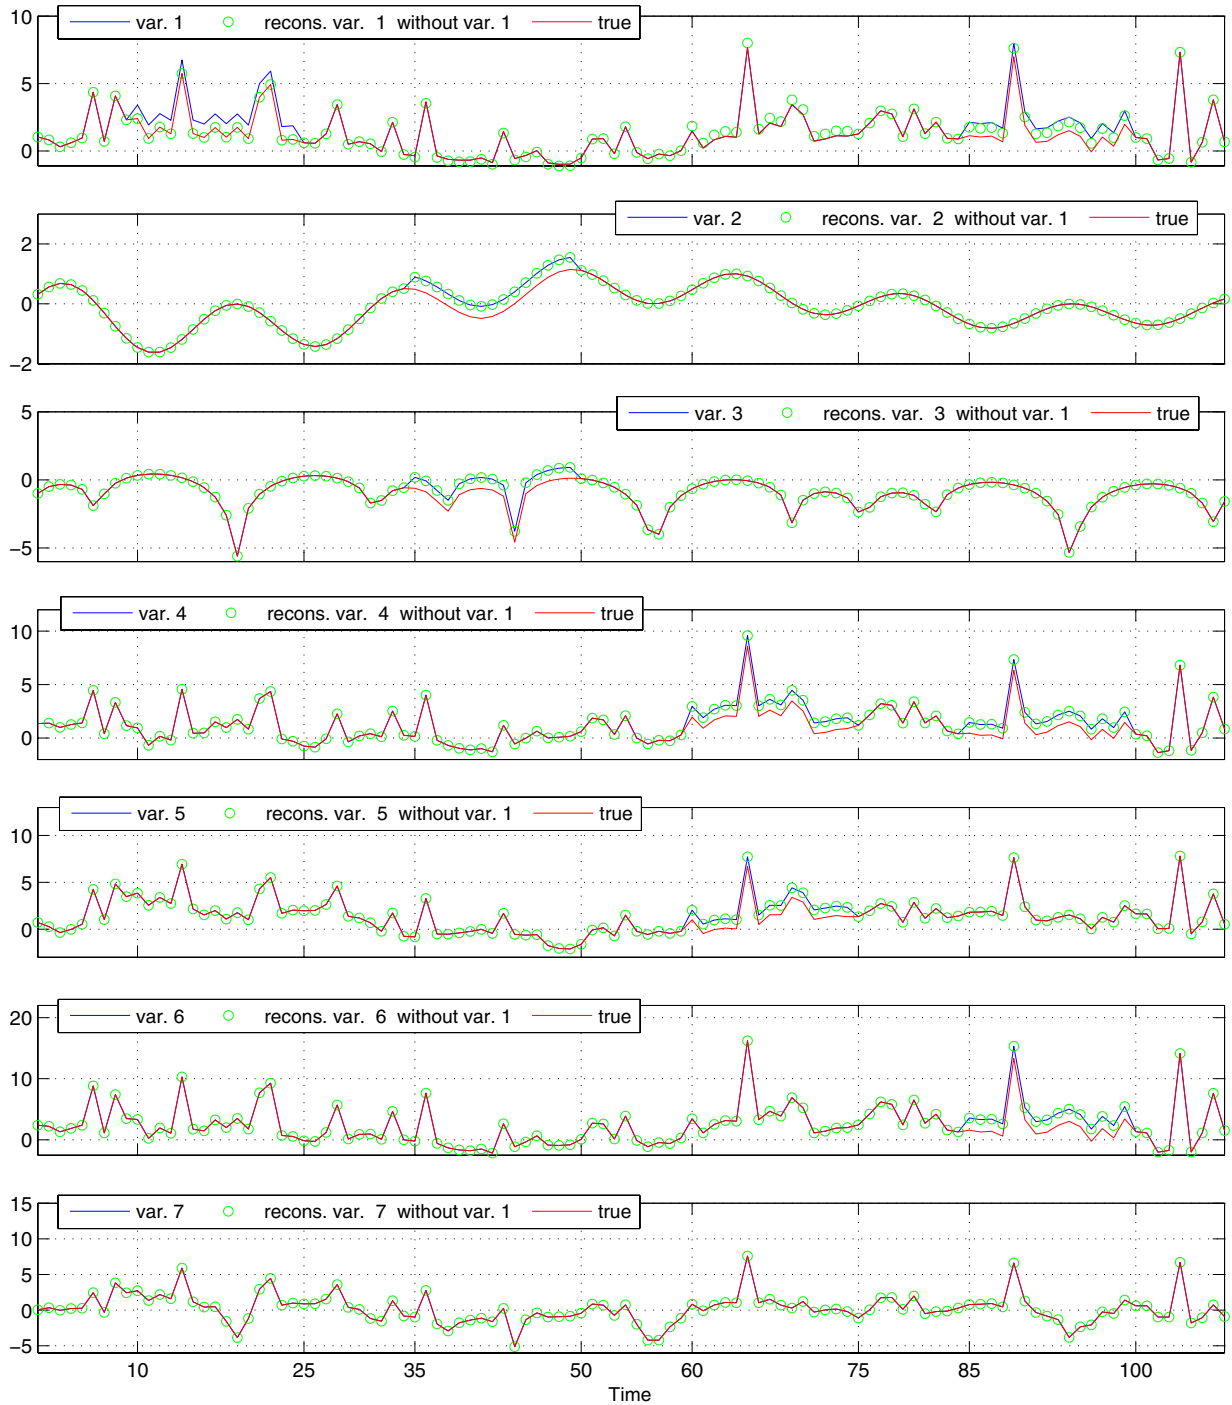 var. 1 recons. var. 1 without var. 1 true
10
5
0
var. 2 recons. var. 2 without var. 1 true
2
0
−2
var. 3 recons. var. 3 without var. 1 true
5
0
−5
var. 4 recons. var. 4 without var. 1 true
10
5
0
var. 5 recons. var. 5 without var. 1 true
10
5
0
var. 6 recons. var. 6 without var. 1 true
20
10
0
var. 7 recons. var. 7 without var. 1 true
15
10
5
0
−5
10 25 35 50 60 75 85 100
Time